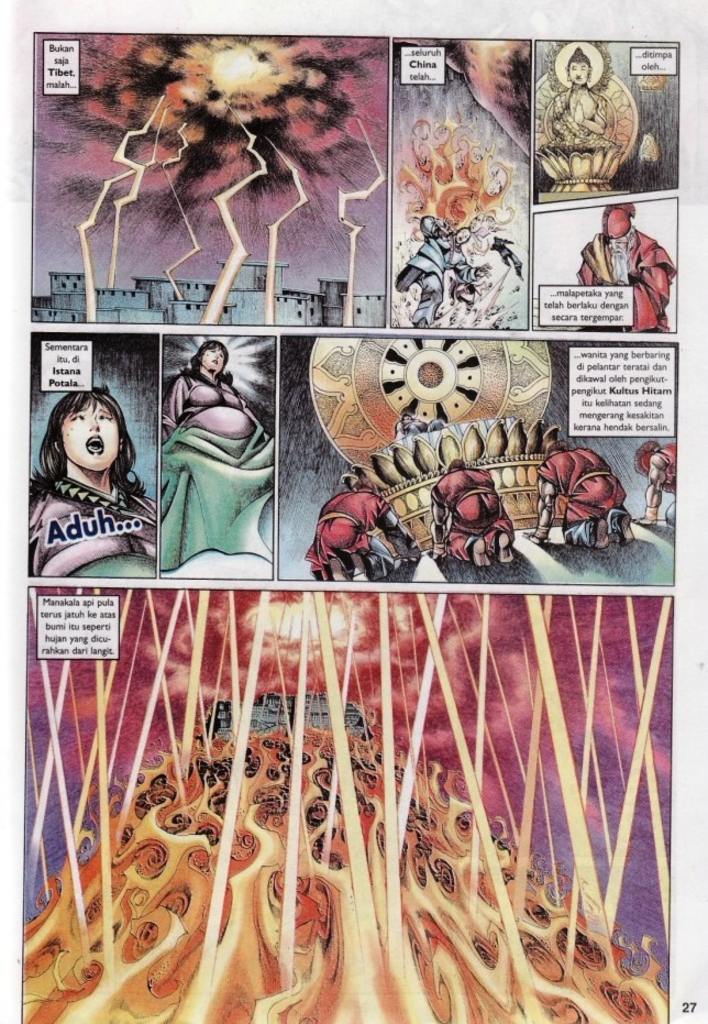 Bukan
saja
Tibet,
malah...
...seluruh
China
telah...
...ditimpa
oleh...
...malapetaka yang
telah berlaku dengan
secara tergempar.
Sementara
itu, di
Istana
Potala...
Aduh...
...wanita yang berbaring
di pelantar teratai dan
dikawal oleh pengikut-
pengikut Kultus Hitam
itu kelihatan sedang
mengerang kesakitan
kerana hendak bersalin.
Manakala api pula
terus jatuh ke atas
bumi itu seperti
hujan yang dicu-
rahkan dari langit.
27